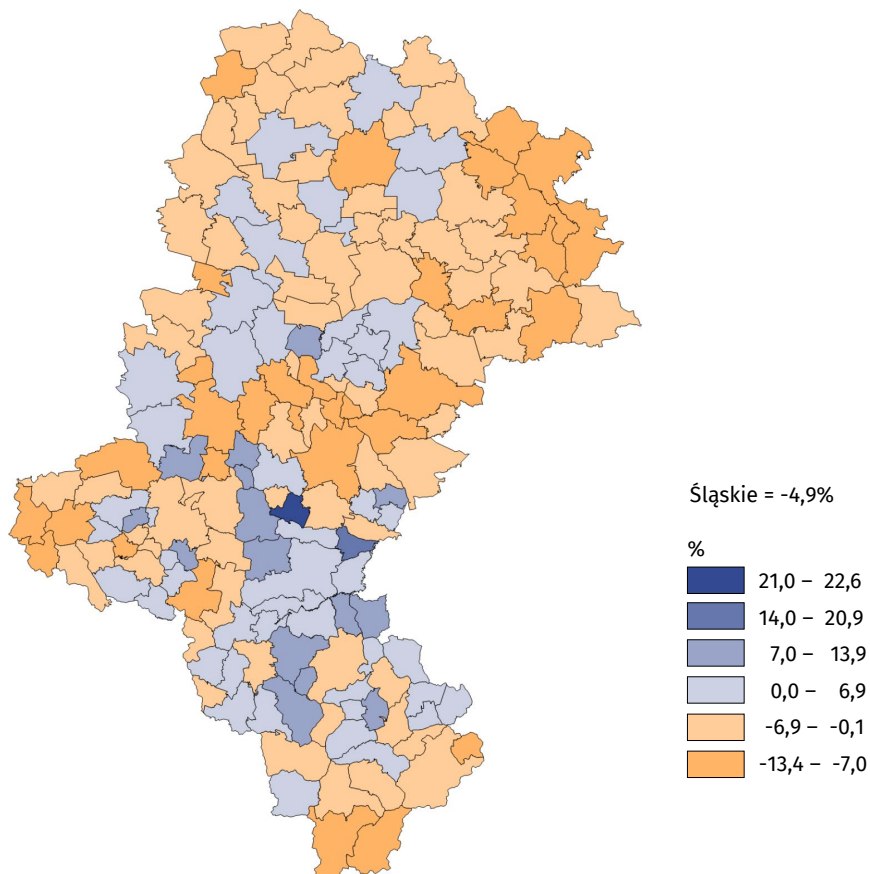 Śląskie = -4,9%
%
21,0 – 22,6
14,0 – 20,9
7,0 – 13,9
0,0 – 6,9
-6,9 – -0,1
-13,4 – -7,0